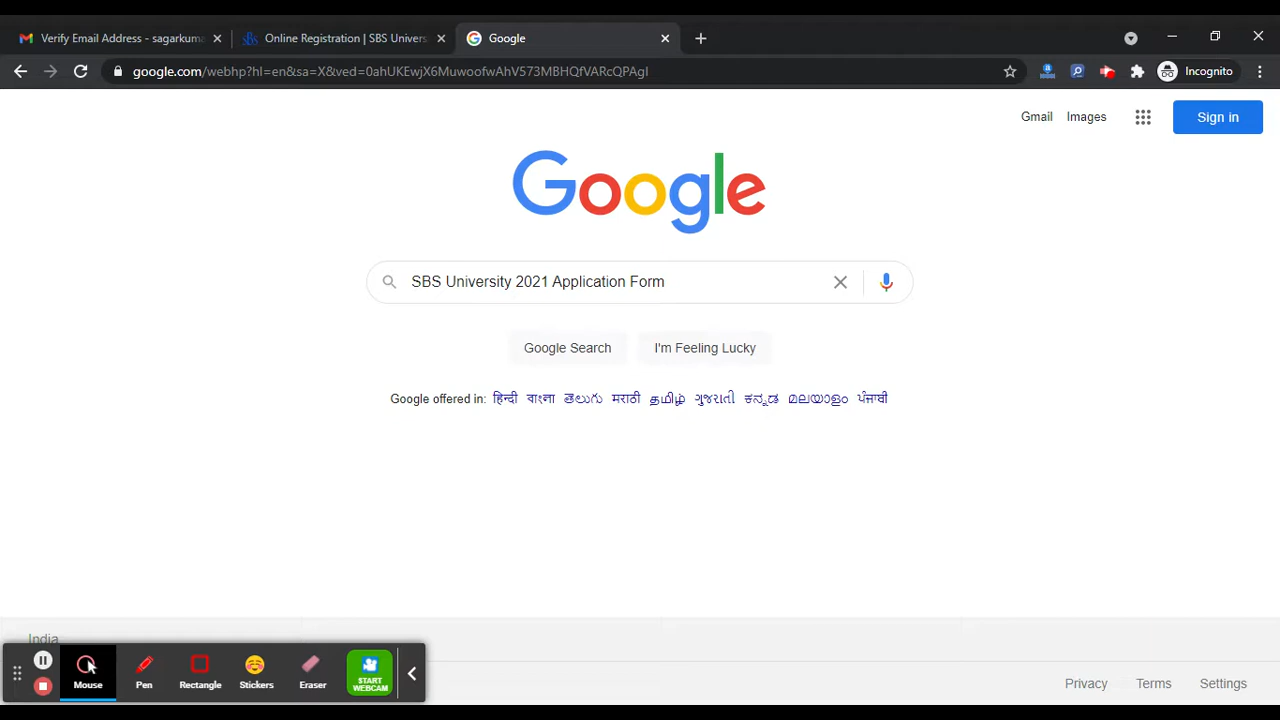 Verify Email Address - sagarkuma
Online Registration | SBS Univers
Google
google.com/webhp?hl=en&sa=X&ved=0ahUKEwjX6MuwoofwAhV573MBHQfVARcQPAgI
Incognito
Gmail
Images
Sign in
Google
SBS University 2021 Application Form
Google Search
I'm Feeling Lucky
Google offered in: हिन्दी বাংলা తెలుగు मराठी தமிழ் ગુજરાતી ಕನ್ನಡ മലയാളം ਪੰਜਾਬੀ
India
Mouse
Pen
Rectangle
Stickers
Eraser
START
WEBCAM
Privacy
Terms
Settings